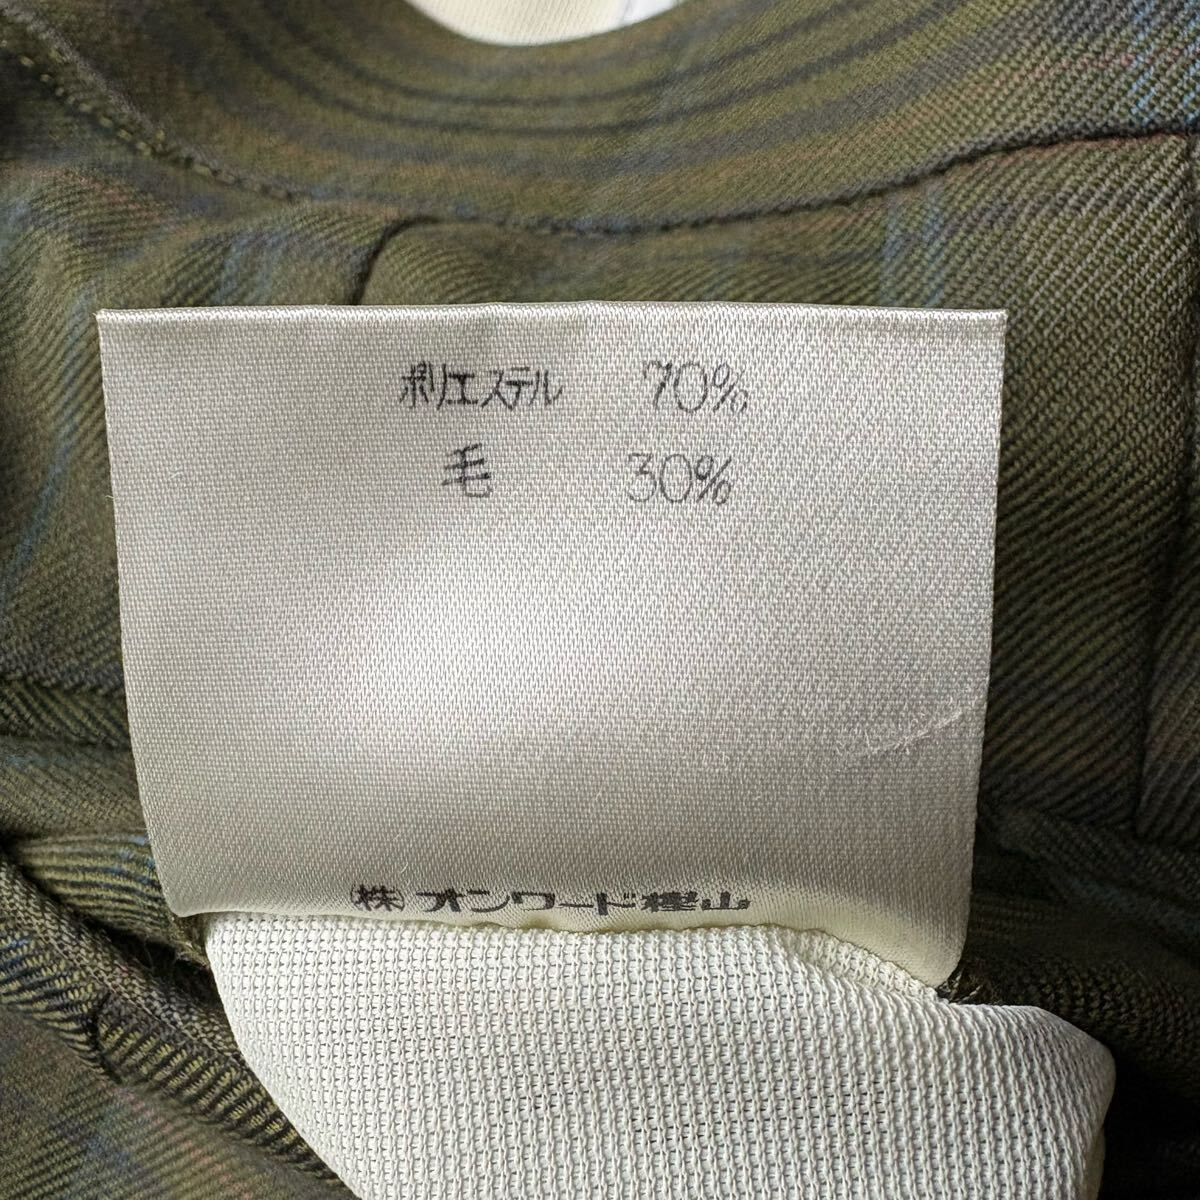 ポリエステル 70%
毛 30%
㈱オンワード樫山